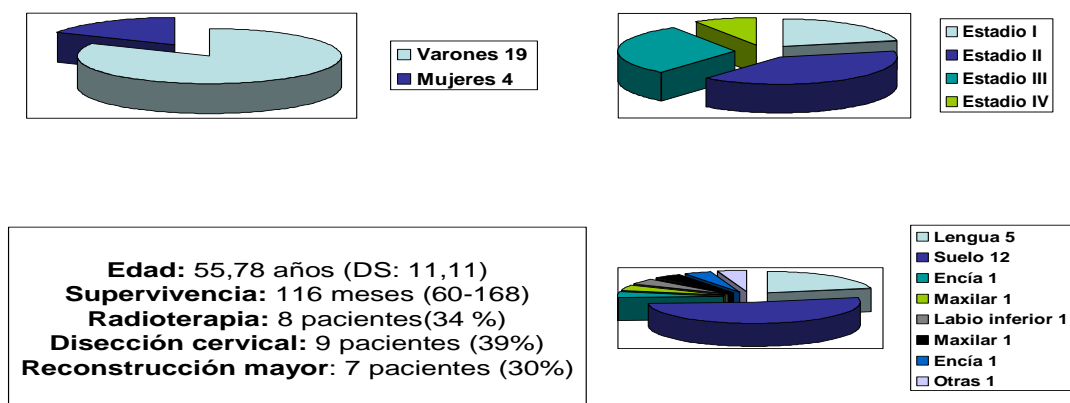 Varones 19
Mujeres 4
Estadio I
Estadio II
Estadio III
Estadio IV
Edad: 55,78 años (DS: 11,11)
Supervivencia: 116 meses (60-168)
Radioterapia: 8 pacientes(34 %)
Disección cervical: 9 pacientes (39%)
Reconstrucción mayor: 7 pacientes (30%)
Lengua 5
Suelo 12
Encía 1
Maxilar 1
Labio inferior 1
Maxilar 1
Encía 1
Otras 1